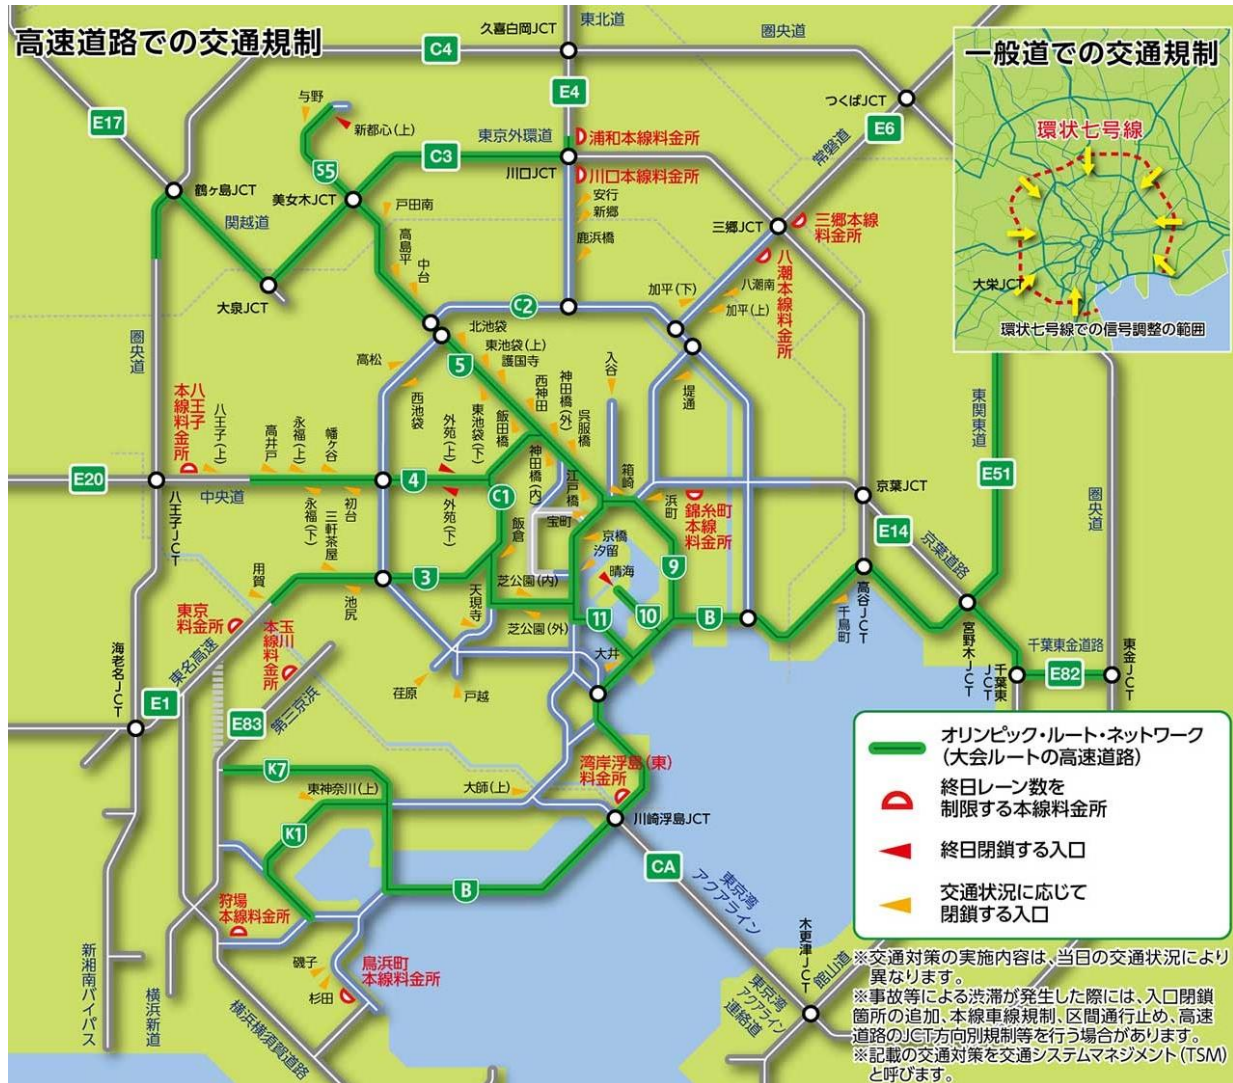 高速道路での交通規制
久喜白岡JCT
東北道
圏央道
C4
E4
E17
与野
新都心(上)
S5
東京外環道
C3
浦和本線料金所
川口JCT
川口本線料金所
つくばJCT
E6
常磐道
鶴ヶ島JCT
関越道
美女木JCT
戸田南
高島平
中台
安行
新郷
鹿浜橋
三郷JCT
三郷本線
料金所
八潮本線料金所
大泉JCT
加平(下)
八潮南
加平(上)
C2
一般道での交通規制
環状七号線
大栄JCT
環状七号線での信号調整の範囲
圏央道
高松
西池袋
北池袋
5
東池袋(上)
護国寺
西神田
神田橋(外)
呉服橋
入谷
堤通
東関東道
E51
圏央道
八王子
本線料金所
八王子(上)
高井戸
永福(上)
幡ヶ谷
外苑(上)
東池袋(下)
飯田橋
神田橋(内)
江戸橋
箱崎
浜町
錦糸町
本線
料金所
京葉JCT
E14
京葉道路
E20
中央道
4
C1
八王子JCT
永福(下)
初台
三軒茶屋
外苑(下)
飯倉
宝町
京橋
汐留
晴海
9
用賀
池尻
3
天現寺
芝公園(内)
芝公園(外)
11
10
B
千鳥町
高谷JCT
宮野木JCT
千葉東金道路
千葉東
JCT
E82
東金JCT
東京
料金所
玉川
本線料金所
海老名JCT
東名高速
E1
E83
第三京浜
荏原
戸越
大井
K7
東神奈川(上)
大師(上)
湾岸浮島(東)
料金所
川崎浮島JCT
K1
B
CA
東京湾
アクアライン
狩場
本線料金所
磯子
杉田
鳥浜町
本線料金所
新湘南バイパス
横浜新道
横浜横須賀道路
木更津JCT
館山道
東京湾
アクアライン
連絡道
オリンピック・ルート・ネットワーク
(大会ルートの高速道路)
終日レーン数を
制限する本線料金所
終日閉鎖する入口
交通状況に応じて
閉鎖する入口
※交通対策の実施内容は、当日の交通状況により
異なります。
※事故等による渋滞が発生した際には、入口閉鎖
箇所の追加、本線車線規制、区間通行止め、高速
道路のJCT方向別規制等を行う場合があります。
※記載の交通対策を交通システムマネジメント(TSM)
と呼びます。